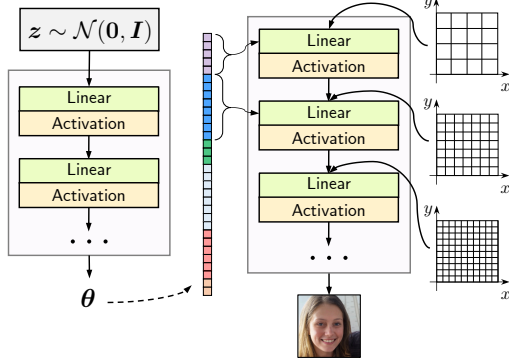 z ∼ 𝒩(0, I)
Linear
Activation
Linear
Activation
. . .
θ
Linear
Activation
Linear
Activation
Linear
Activation
. . .
y
x
y
x
y
x